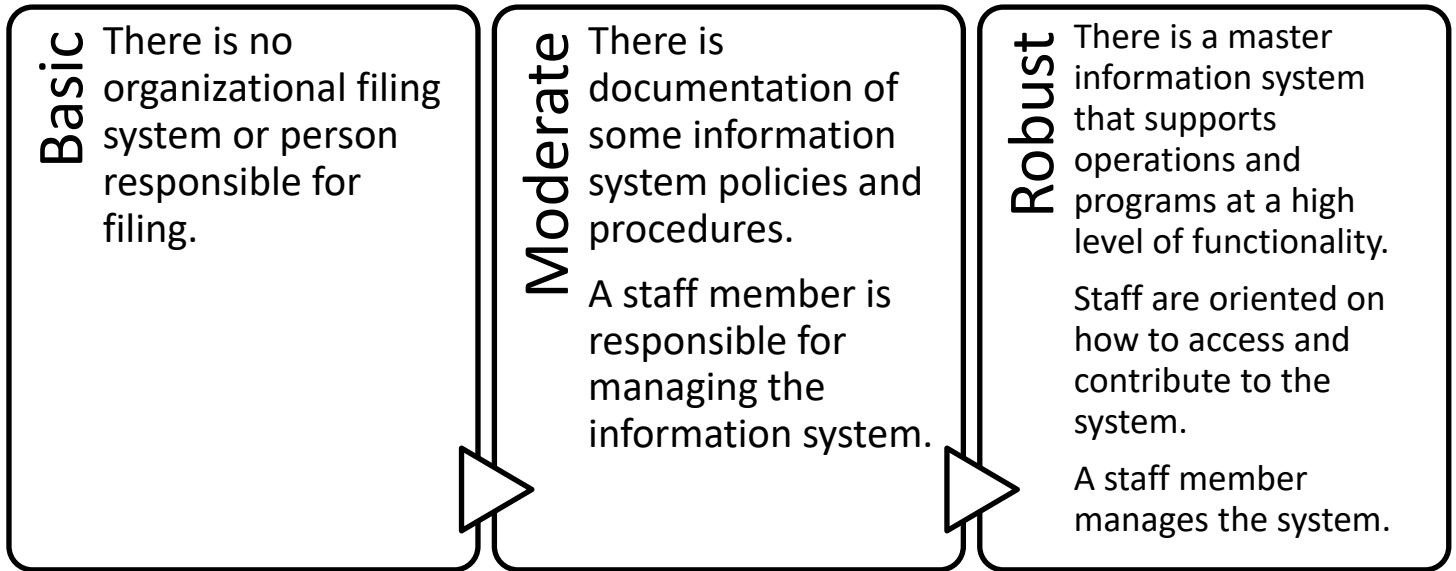 Basic
There is no
organizational filing
system or person
responsible for
filing.
Moderate
There is
documentation of
some information
system policies and
procedures.
A staff member is
responsible for
managing the
information system.
Robust
There is a master
information system
that supports
operations and
programs at a high
level of functionality.
Staff are oriented on
how to access and
contribute to the
system.
A staff member
manages the system.